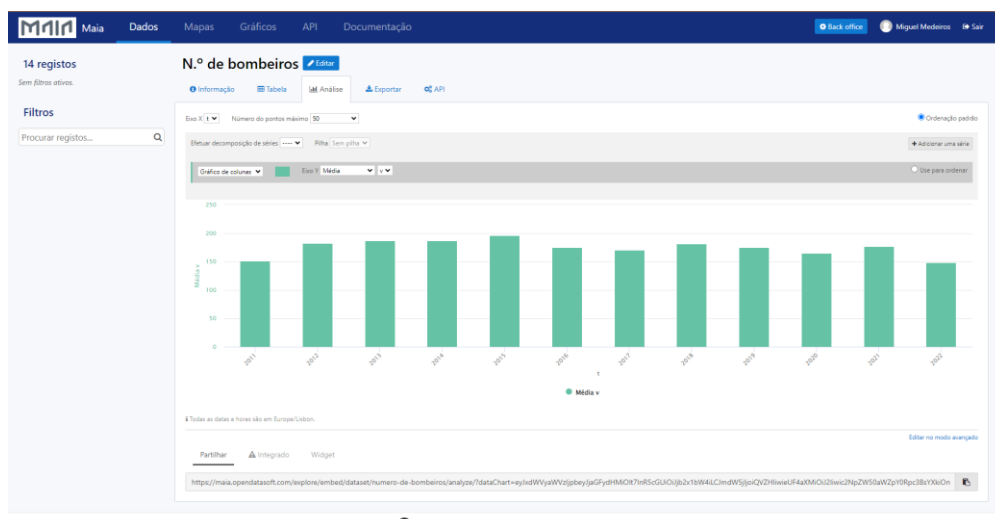 MAIA Maia Dados Mapas Gráficos API Documentação Back office Miguel Medeiros Sair
14 registos
Sem filtros ativos.
Filtros
Procurar registos...
N.º de bombeiros Editar
Informação Tabela Análise Exportar API
Eixo X t Número do pontos máximo 50 Ordenação padião
Efetuar decomposição de séries ---- Pilha Sem pilha + Adicionar uma série
Gráfico de colunas Eixo Y Média v Use para ordenar
250
200
150
100
50
0
Média v
2011 2012 2013 2014 2015 2016 2017 2018 2019 2020 2021 2022
t
Média v
Todas as datas e horas são em Europe/Lisbon.
Editar no modo avançado
Partilhar Integrado Widget